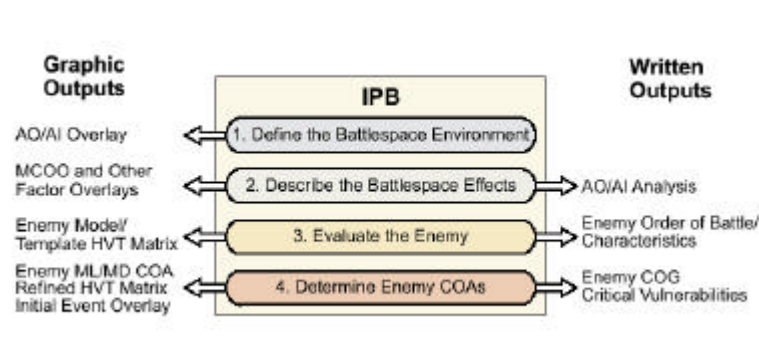 Graphic
Outputs
Written
Outputs
IPB
AO/AI Overlay
1. Define the Battlespace Environment
MCOO and Other
Factor Overlays
2. Describe the Battlespace Effects
AO/AI Analysis
Enemy Model/
Template HVT Matrix
3. Evaluate the Enemy
Enemy Order of Battle/
Characteristics
Enemy ML/MD COA
Refined HVT Matrix
Initial Event Overlay
4. Determine Enemy COAs
Enemy COG
Critical Vulnerabilities